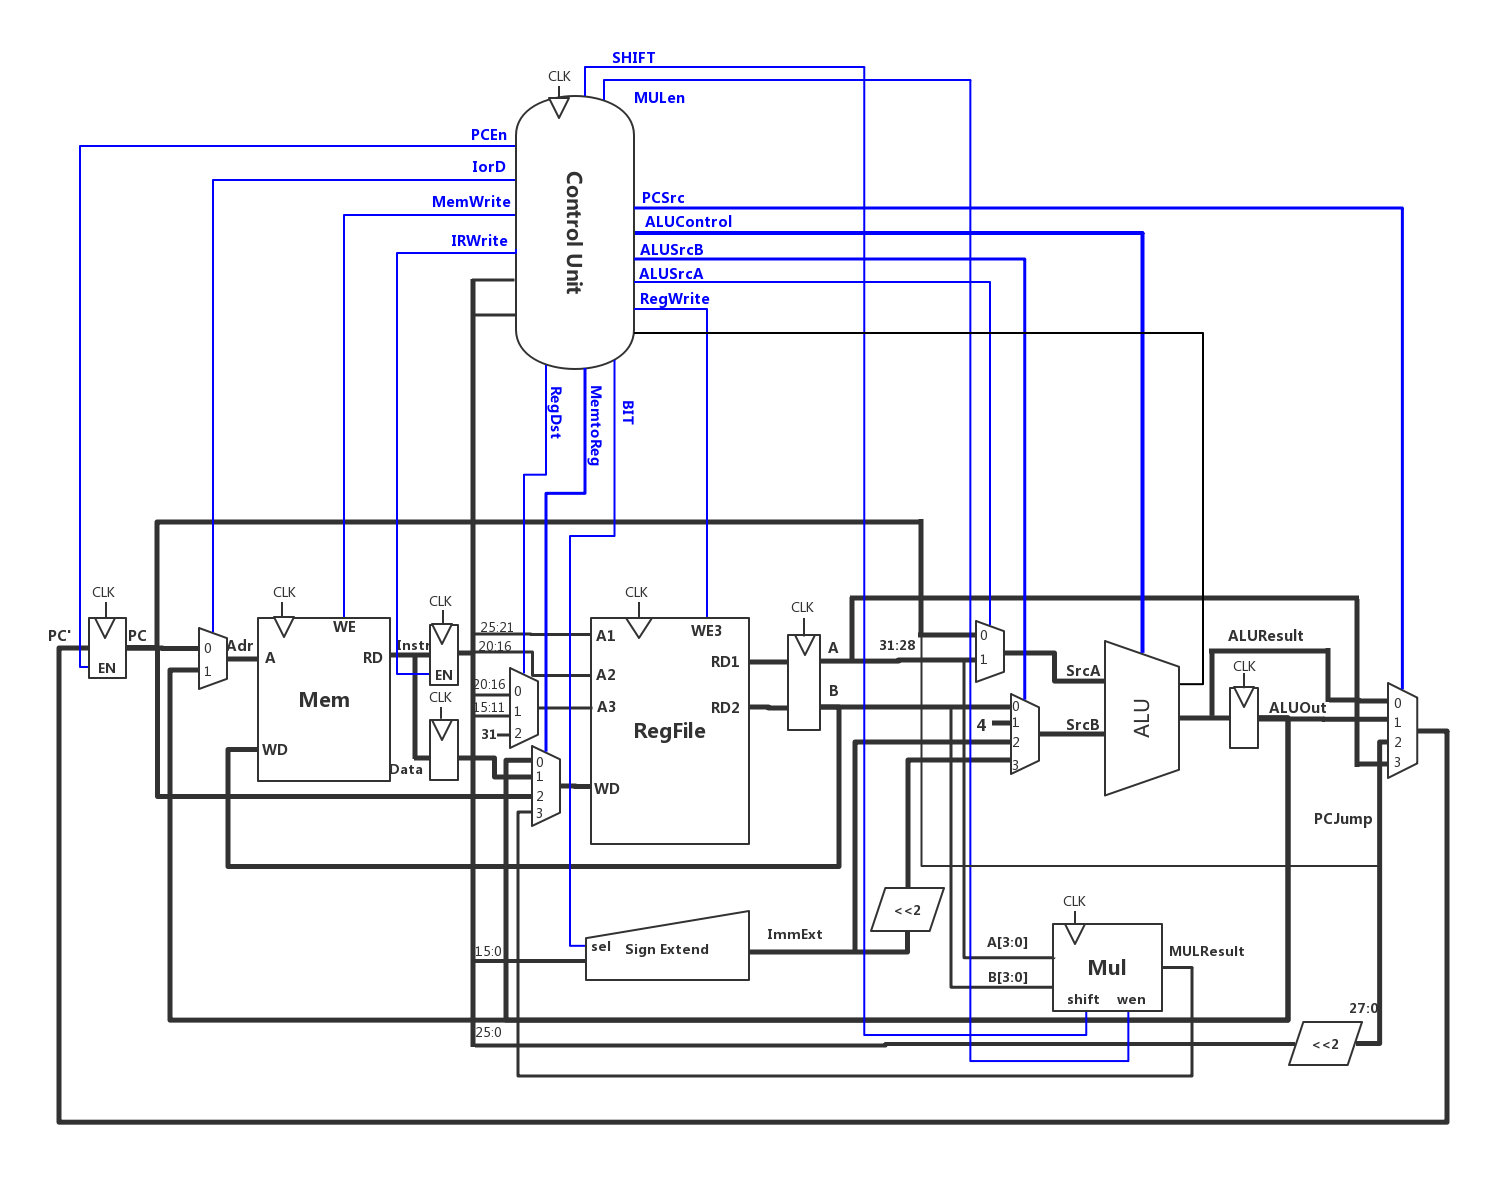 SHIFT
CLK
MULen
PCEn
IorD
MemWrite
IRWrite
Control Unit
PCSrc
ALUControl
ALUSrcB
ALUSrcA
RegWrite
RegDst
MemtoReg
BIT
CLK
CLK
CLK
CLK
CLK
PC'
PC
EN
0
1
Adr
WE
A
RD
Mem
WD
Instr
EN
CLK
Data
25:21
20:16
20:16
15:11
31
0
1
2
0
1
2
3
A1
A2
A3
WE3
RD1
RD2
RegFile
WD
A
B
31:28
0
1
4
0
1
2
3
SrcA
SrcB
ALU
ALUResult
CLK
ALUOut
0
1
2
3
PCJump
<<2
15:0
sel
Sign Extend
ImmExt
CLK
A[3:0]
B[3:0]
Mul
shift
wen
MULResult
25:0
27:0
<<2